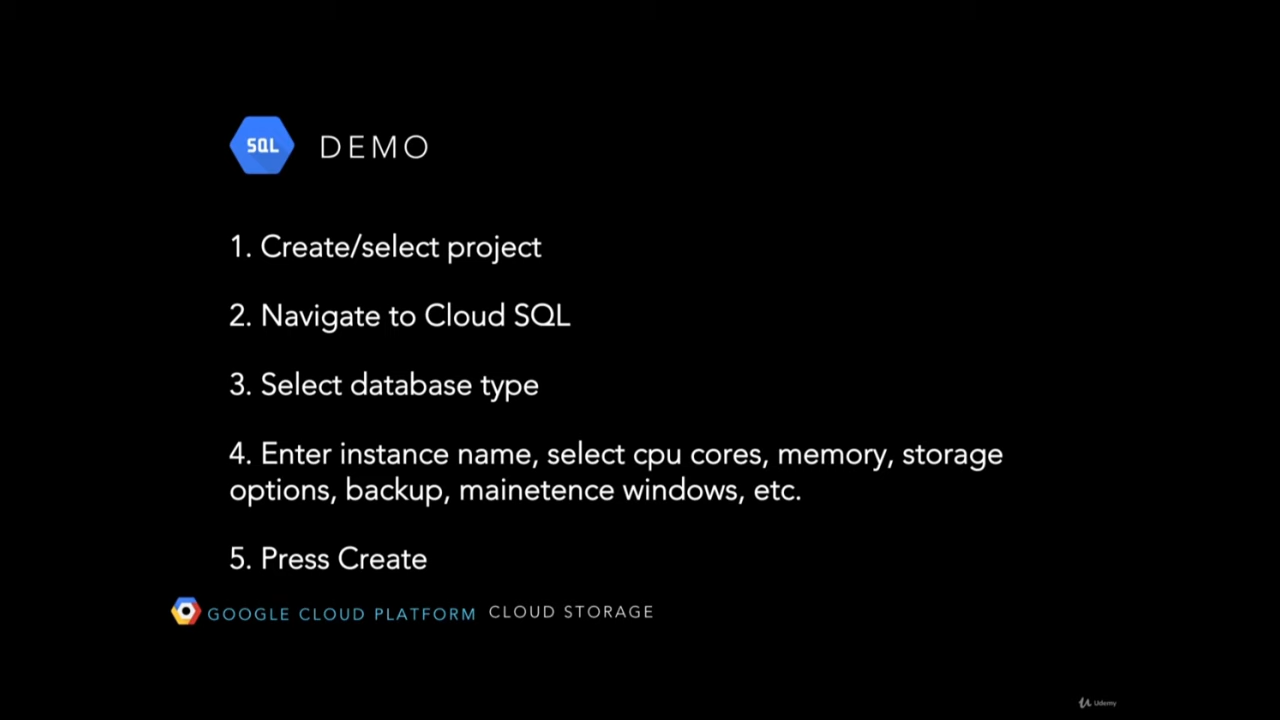 SQL DEMO
1. Create/select project
2. Navigate to Cloud SQL
3. Select database type
4. Enter instance name, select cpu cores, memory, storage
options, backup, mainetence windows, etc.
5. Press Create
GOOGLE CLOUD PLATFORM CLOUD STORAGE
Udemy